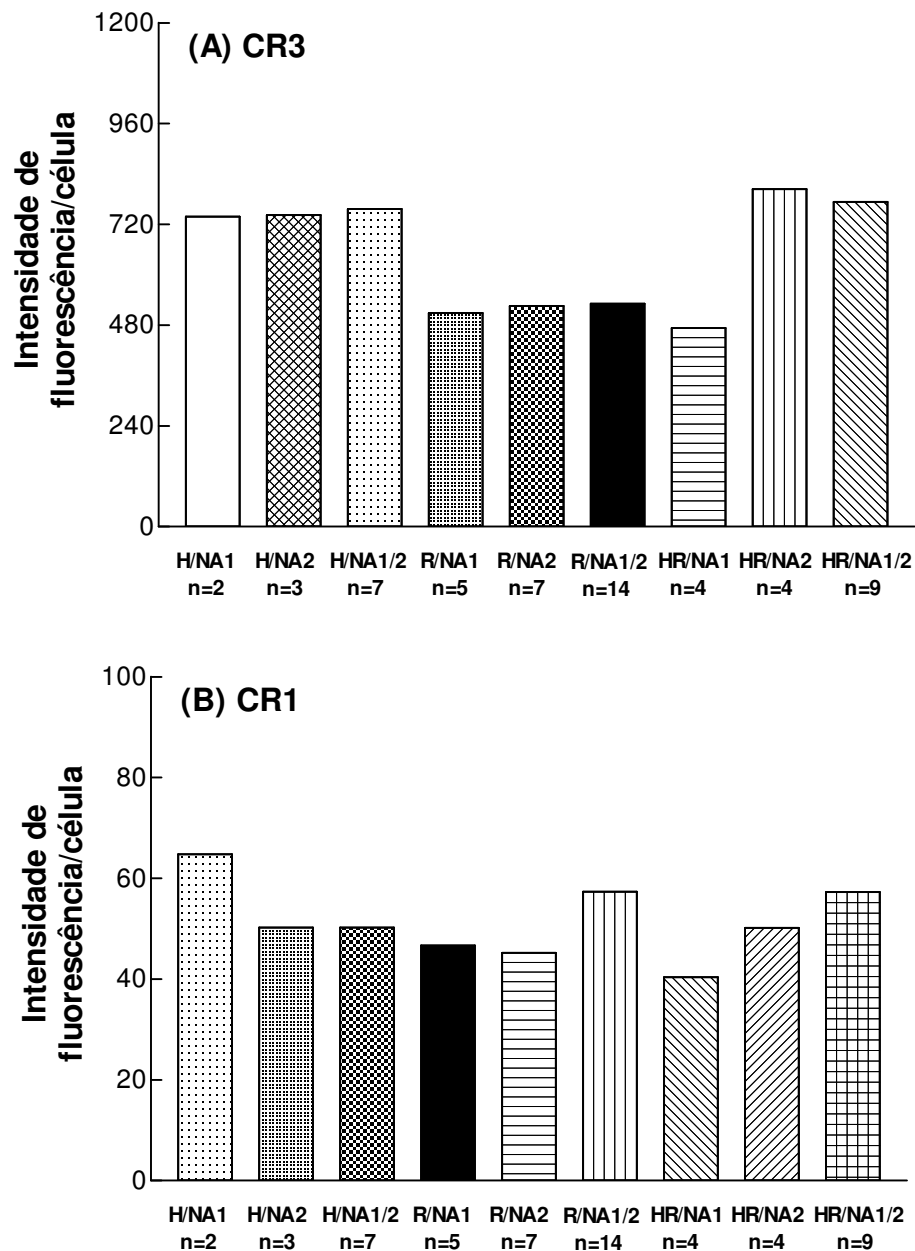 (A) CR3
Intensidade de
fluorescência/célula
1200
960
720
480
240
0
H/NA1 H/NA2 H/NA1/2 R/NA1 R/NA2 R/NA1/2 HR/NA1 HR/NA2 HR/NA1/2
n=2 n=3 n=7 n=5 n=7 n=14 n=4 n=4 n=9
(B) CR1
Intensidade de
fluorescência/célula
100
80
60
40
20
0
H/NA1 H/NA2 H/NA1/2 R/NA1 R/NA2 R/NA1/2 HR/NA1 HR/NA2 HR/NA1/2
n=2 n=3 n=7 n=5 n=7 n=14 n=4 n=4 n=9